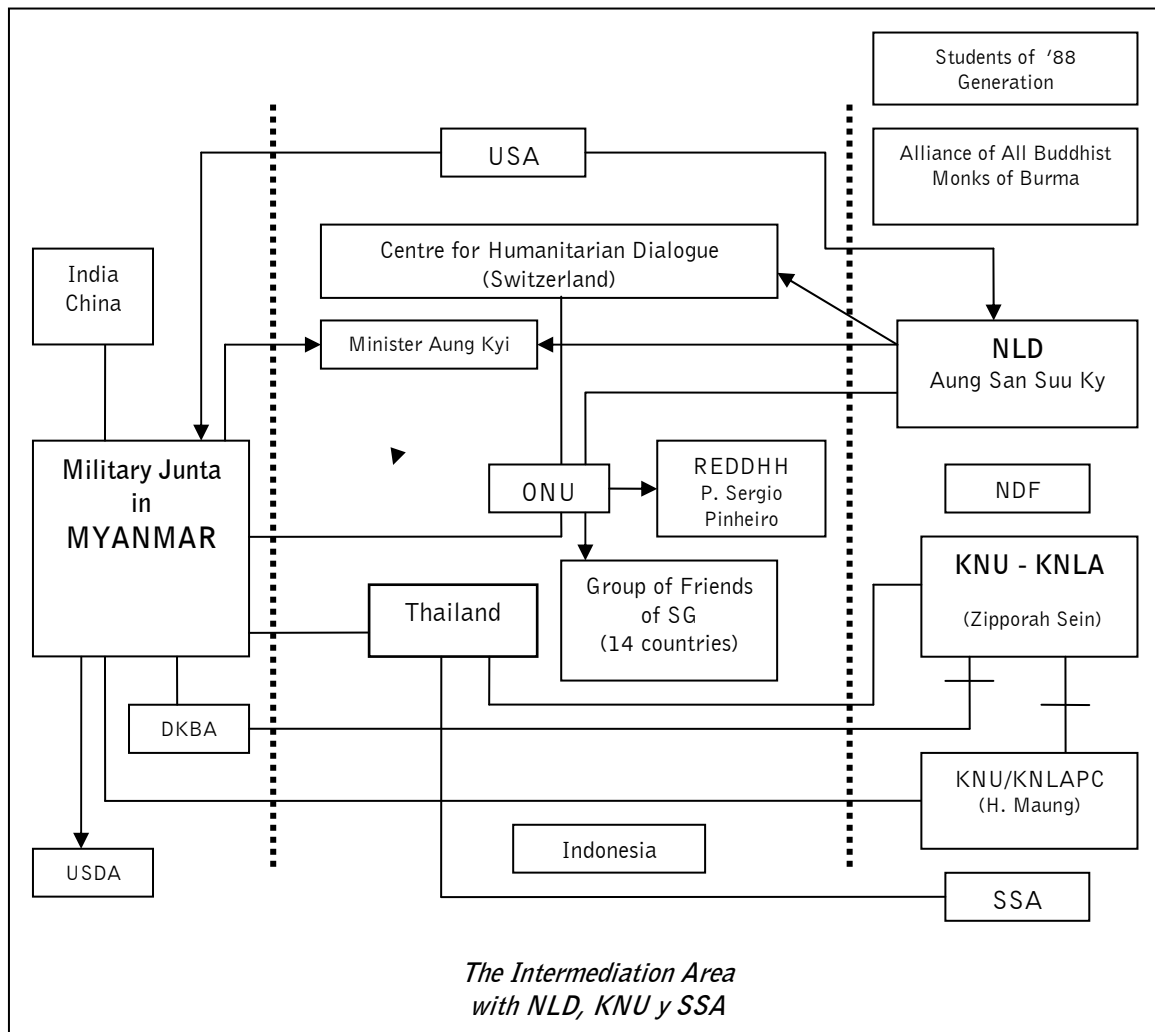 Students of ‘88
Generation
USA
Alliance of All Buddhist
Monks of Burma
Centre for Humanitarian Dialogue
(Switzerland)
India
China
Minister Aung Kyi
NLD
Aung San Suu Ky
Military Junta
in
MYANMAR
ONU
REDDHH
P. Sergio
Pinheiro
NDF
KNU - KNLA
(Zipporah Sein)
Thailand
Group of Friends
of SG
(14 countries)
DKBA
KNU/KNLAPC
(H. Maung)
Indonesia
USDA
SSA
The Intermediation Area
with NLD, KNU y SSA